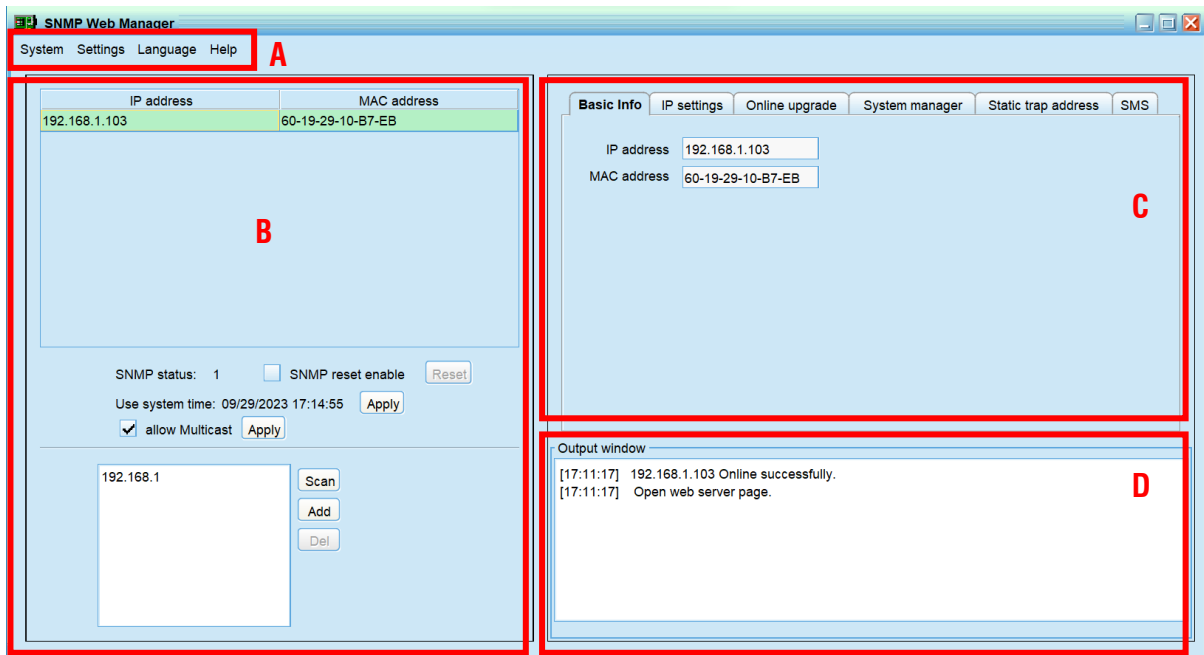 SNMP Web Manager
System Settings Language Help
A
IP address MAC address
192.168.1.103 60-19-29-10-B7-EB
B
SNMP status: 1 SNMP reset enable Reset
Use system time: 09/29/2023 17:14:55 Apply
allow Multicast Apply
192.168.1
Scan
Add
Del
Basic Info IP settings Online upgrade System manager Static trap address SMS
IP address 192.168.1.103
MAC address 60-19-29-10-B7-EB
C
Output window
[17:11:17] 192.168.1.103 Online successfully.
[17:11:17] Open web server page.
D